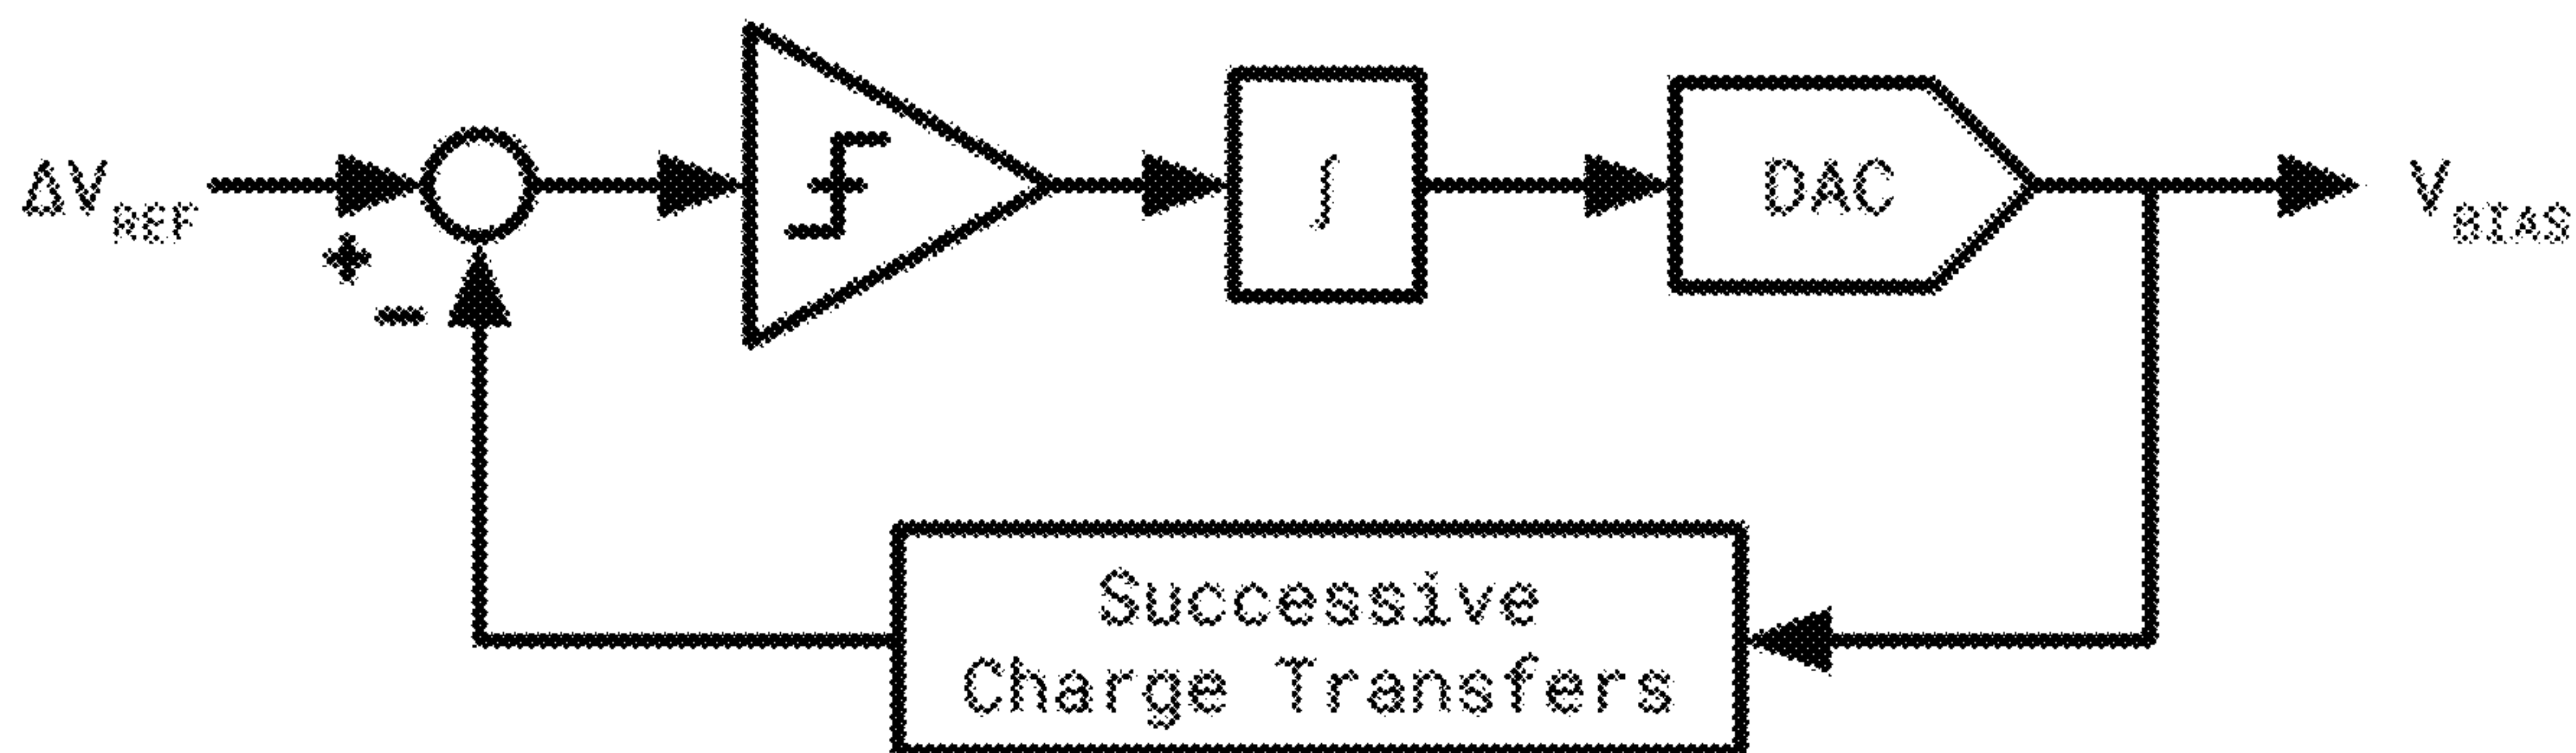 ΔV_REF
+
-
∫
DAC
V_BIAS
Successive
Charge Transfers